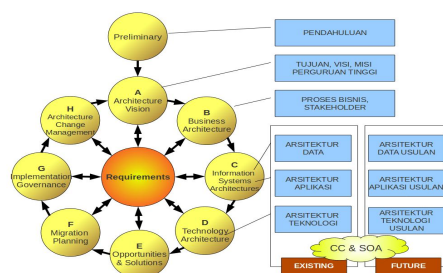 Preliminary
PENDAHULUAN
A
Architecture
Vision
TUJUAN, VISI, MISI
PERGURUAN TINGGI
H
Architecture
Change
Management
B
Business
Architecture
PROSES BISNIS,
STAKEHOLDER
G
Implementation
Governance
Requirements
C
Information
Systems
Architectures
ARSITEKTUR
DATA
ARSITEKTUR
DATA USULAN
ARSITEKTUR
APLIKASI
ARSITEKTUR
APLIKASI USULAN
F
Migration
Planning
D
Technology
Architecture
ARSITEKTUR
TEKNOLOGI
ARSITEKTUR
TEKNOLOGI
USULAN
E
Opportunities
& Solutions
CC & SOA
EXISTING
FUTURE